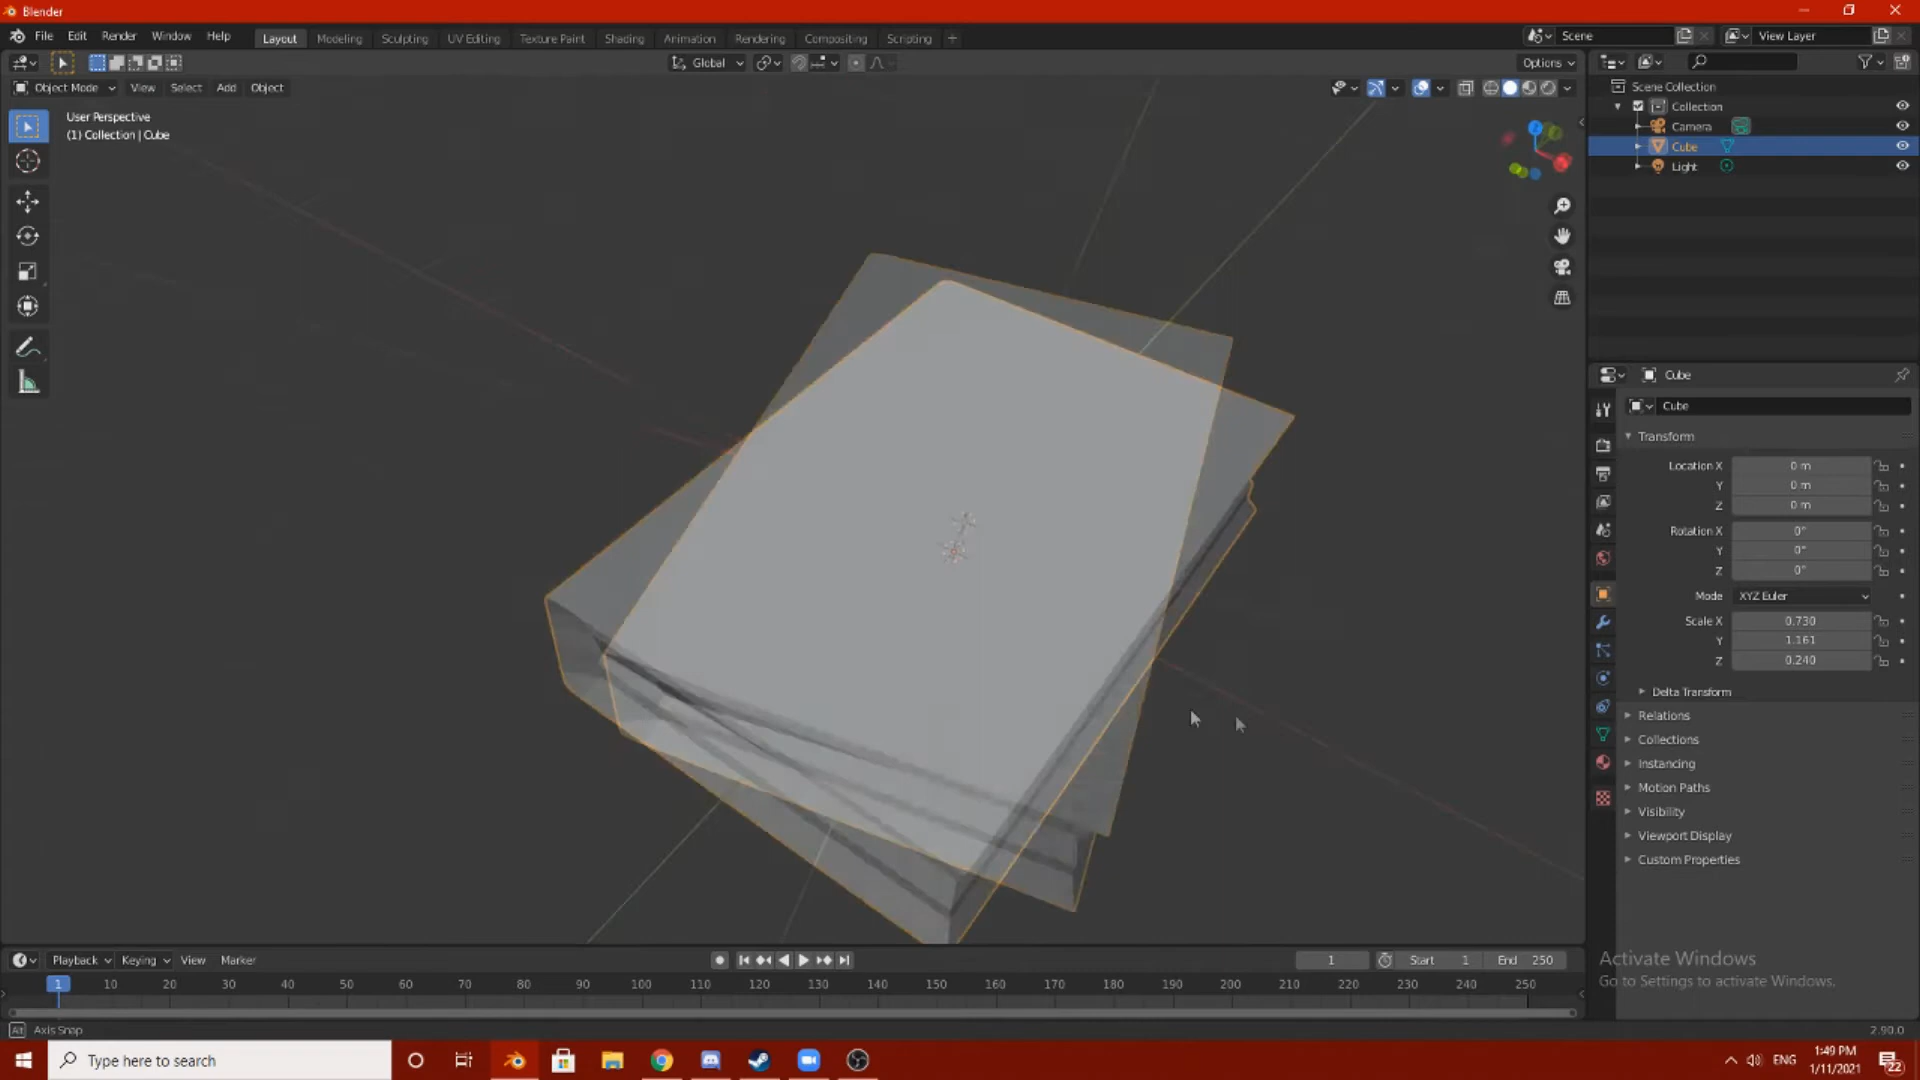 Blender
File Edit Render Window Help Layout Modeling Sculpting UV Editing Texture Paint Shading Animation Rendering Compositing Scripting + Scene View Layer
Global Options
Object Mode View Select Add Object
User Perspective
(1) Collection | Cube
Scene Collection
Collection
Camera
Cube
Light
Cube
Cube
Transform
Location X 0 m
Y 0 m
Z 0 m
Rotation X 0°
Y 0°
Z 0°
Mode XYZ Euler
Scale X 0.730
Y 1.161
Z 0.240
Delta Transform
Relations
Collections
Instancing
Motion Paths
Visibility
Viewport Display
Custom Properties
Playback Keying View Marker 1 Start 1 End 250
1 10 20 30 40 50 60 70 80 90 100 110 120 130 140 150 160 170 180 190 200 210 220 230 240 250
Activate Windows
Go to Settings to activate Windows.
Alt Axis Snap 2.90.0
Type here to search ENG 1:49 PM
1/11/2021 22